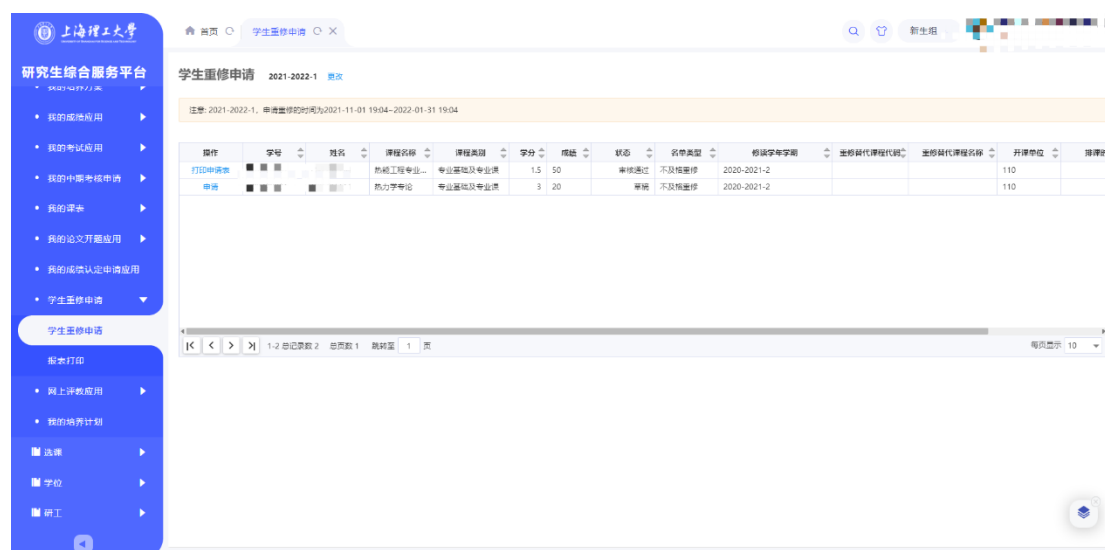 上海理工大学
首页
学生重修申请
新生组
研究生综合服务平台
我的培养方案
我的成绩应用
我的考试应用
我的中期考核申请
我的课表
我的论文开题应用
我的成绩认定申请应用
学生重修申请
学生重修申请
报表打印
网上评教应用
我的培养计划
选课
学位
研工
学生重修申请 2021-2022-1 更改
注意: 2021-2022-1，申请重修的时间为2021-11-01 19:04~2022-01-31 19:04
操作 学号 姓名 课程名称 课程类别 学分 成绩 状态 名单类型 修读学年学期 重修替代课程代码 重修替代课程名称 开课单位
打印申请表 热能工程专业... 专业基础及专业课 1.5 50 审核通过 不及格重修 2020-2021-2 110
申请 热力学专论 专业基础及专业课 3 20 草稿 不及格重修 2020-2021-2 110
1-2 总记录数 2 总页数 1 跳转至 1 页 每页显示 10